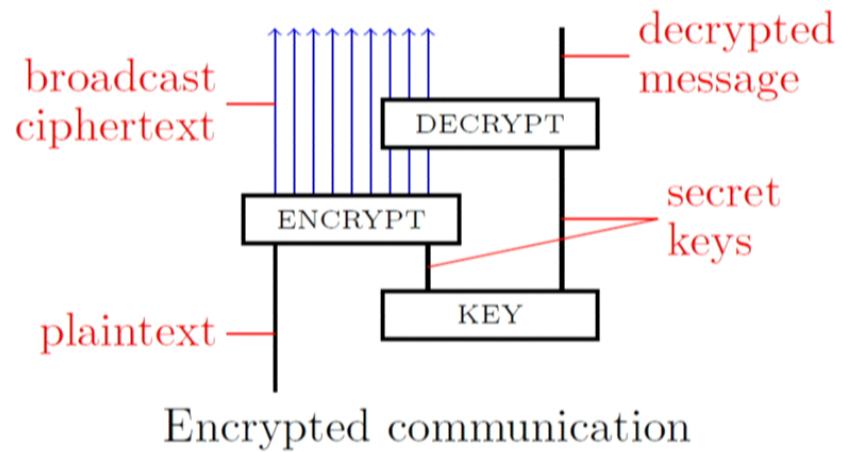 decrypted
message
broadcast
ciphertext
DECRYPT
secret
keys
ENCRYPT
KEY
plaintext
Encrypted communication